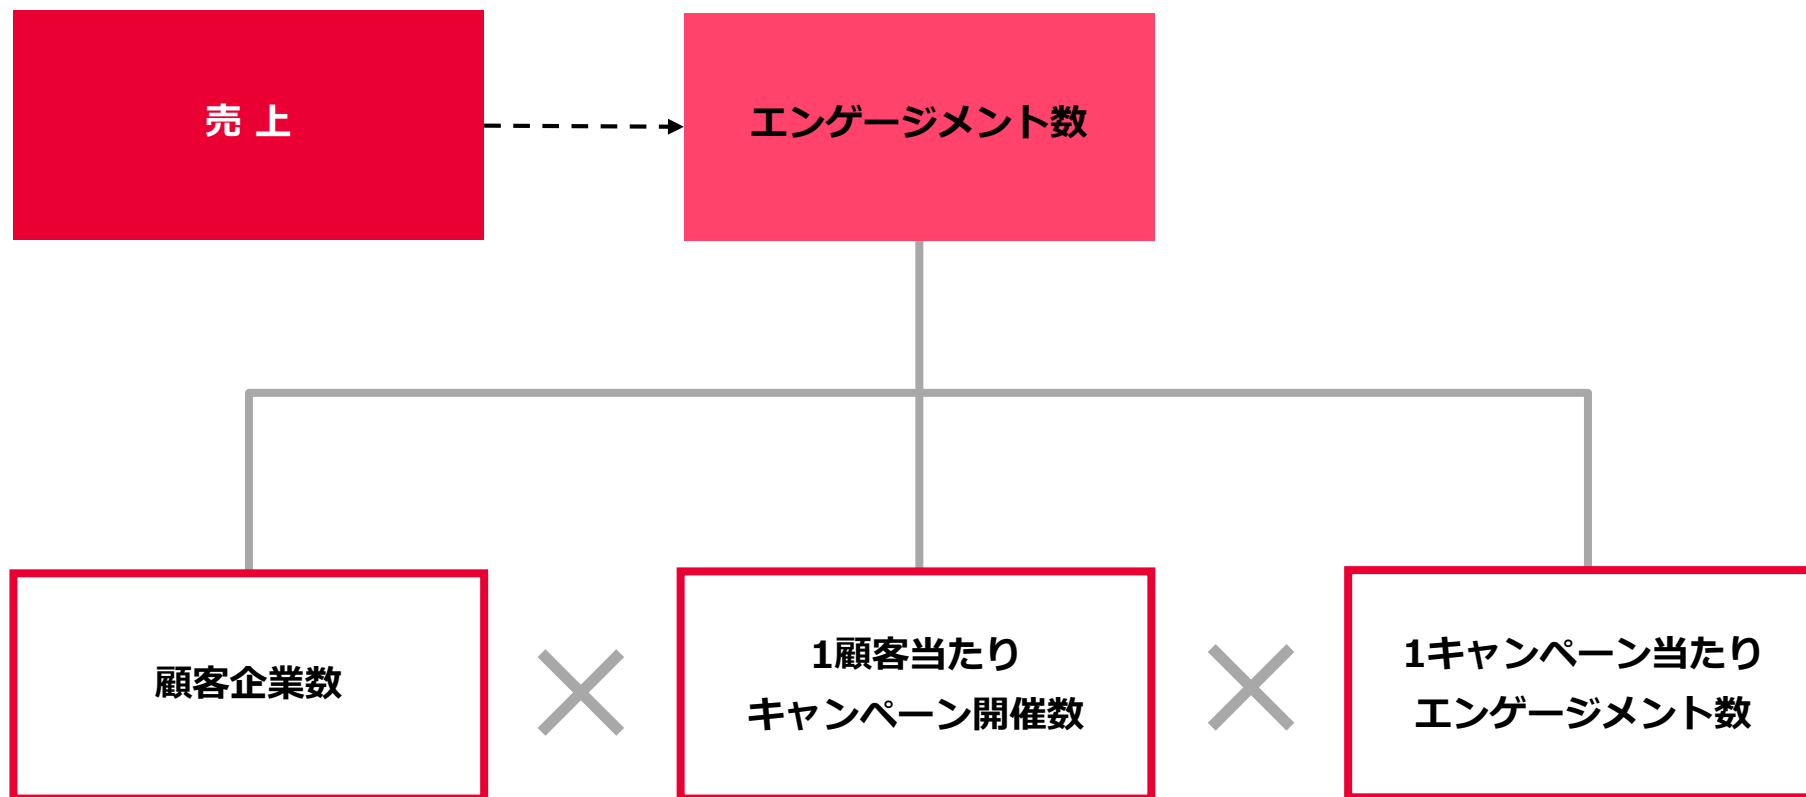 売 上
エンゲージメント数
顧客企業数
1顧客当たり
キャンペーン開催数
1キャンペーン当たり
エンゲージメント数